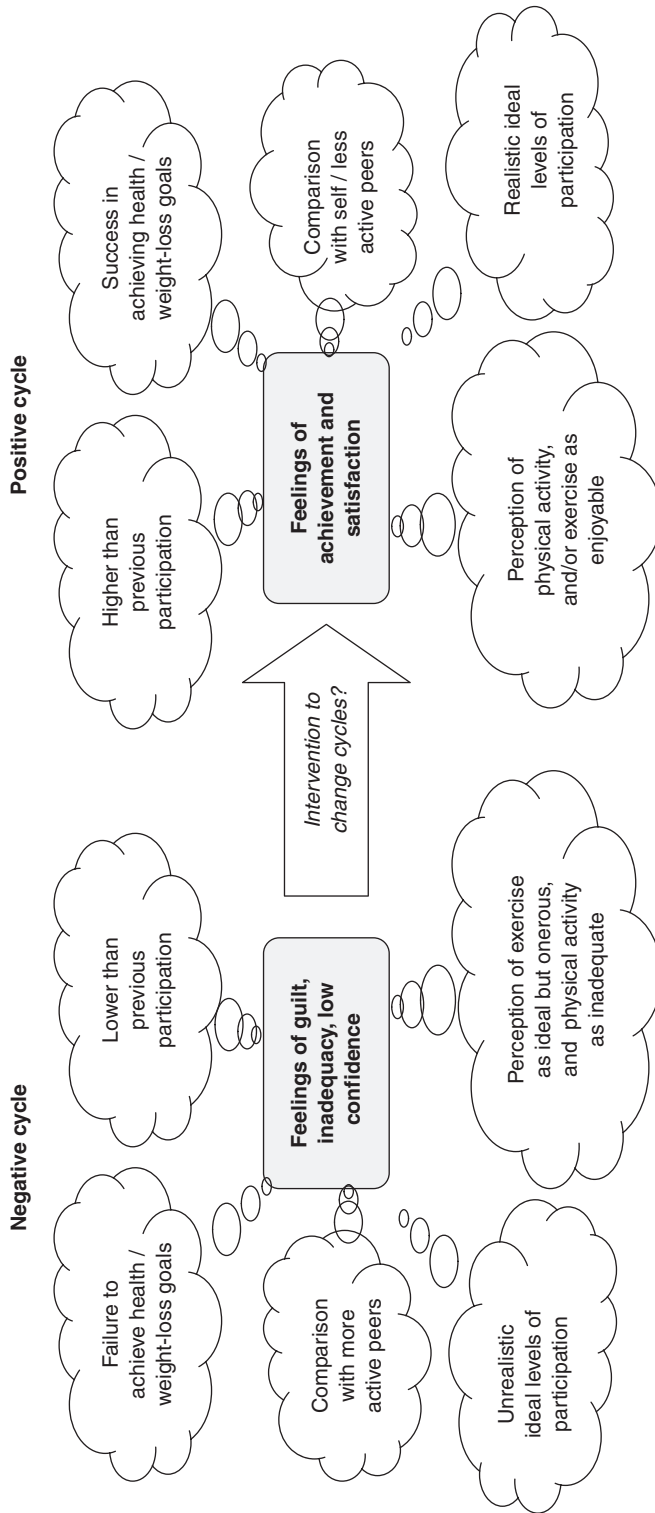 Negative cycle
Failure to
achieve health /
weight-loss goals
Lower than
previous
participation
Comparison
with more
active peers
Feelings of guilt,
inadequacy, low
confidence
Unrealistic
ideal levels of
participation
Perception of exercise
as ideal but onerous,
and physical activity
as inadequate
Intervention to
change cycles?
Positive cycle
Higher than
previous
participation
Success in
achieving health /
weight-loss goals
Feelings of
achievement and
satisfaction
Comparison
with self / less
active peers
Perception of
physical activity,
and/or exercise as
enjoyable
Realistic ideal
levels of
participation